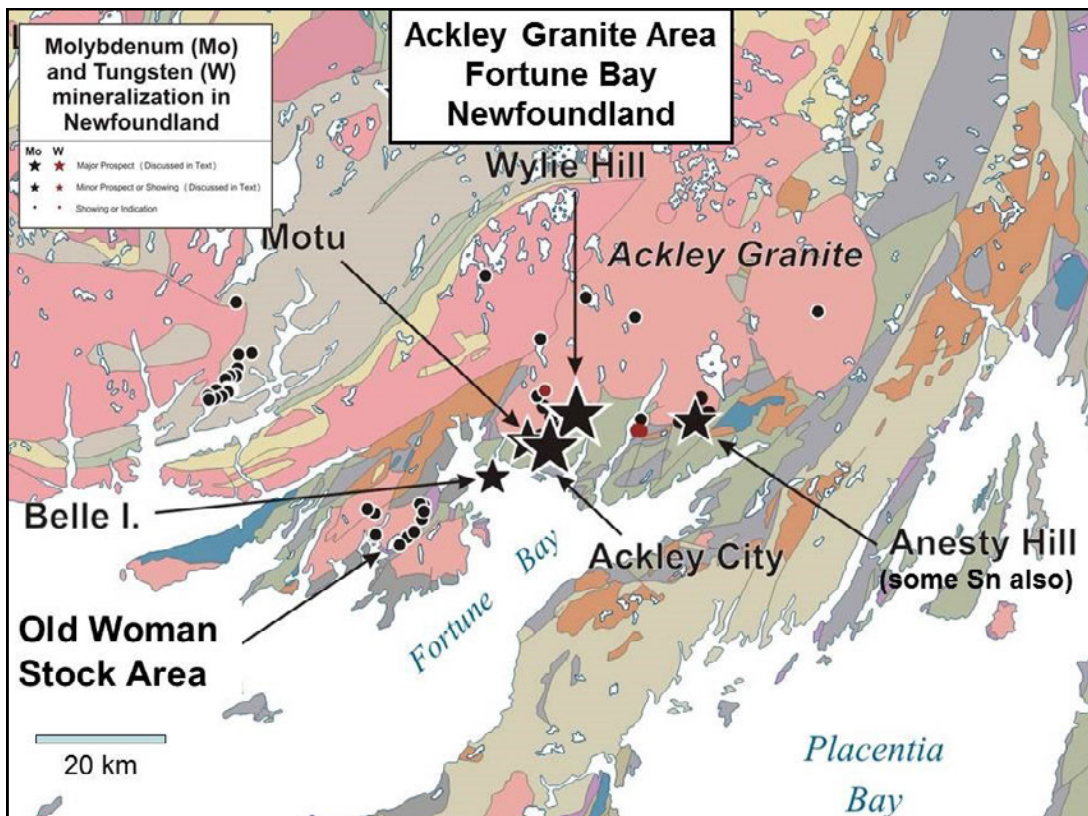 Molybdenum (Mo)
and Tungsten (W)
mineralization in
Newfoundland
Mo W
Major Prospect (Discussed in Text)
Minor Prospect or Showing (Discussed in Text)
Showing or Indication
Ackley Granite Area
Fortune Bay
Newfoundland
Wylie Hill
Motu
Ackley Granite
Belle I.
Ackley City
Anesty Hill
(some Sn also)
Old Woman
Stock Area
Fortune Bay
20 km
Placentia
Bay